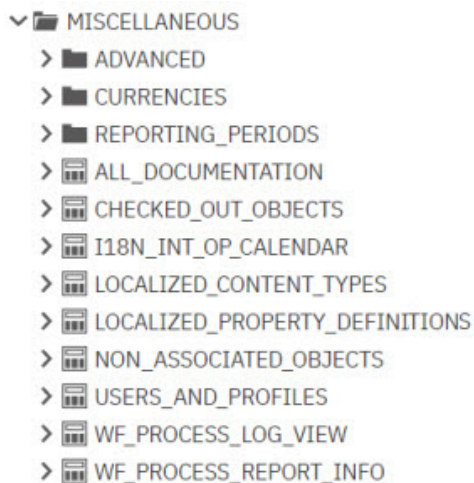 MISCELLANEOUS
ADVANCED
CURRENCIES
REPORTING_PERIODS
ALL_DOCUMENTATION
CHECKED_OUT_OBJECTS
I18N_INT_OP_CALENDAR
LOCALIZED_CONTENT_TYPES
LOCALIZED_PROPERTY_DEFINITIONS
NON_ASSOCIATED_OBJECTS
USERS_AND_PROFILES
WF_PROCESS_LOG_VIEW
WF_PROCESS_REPORT_INFO